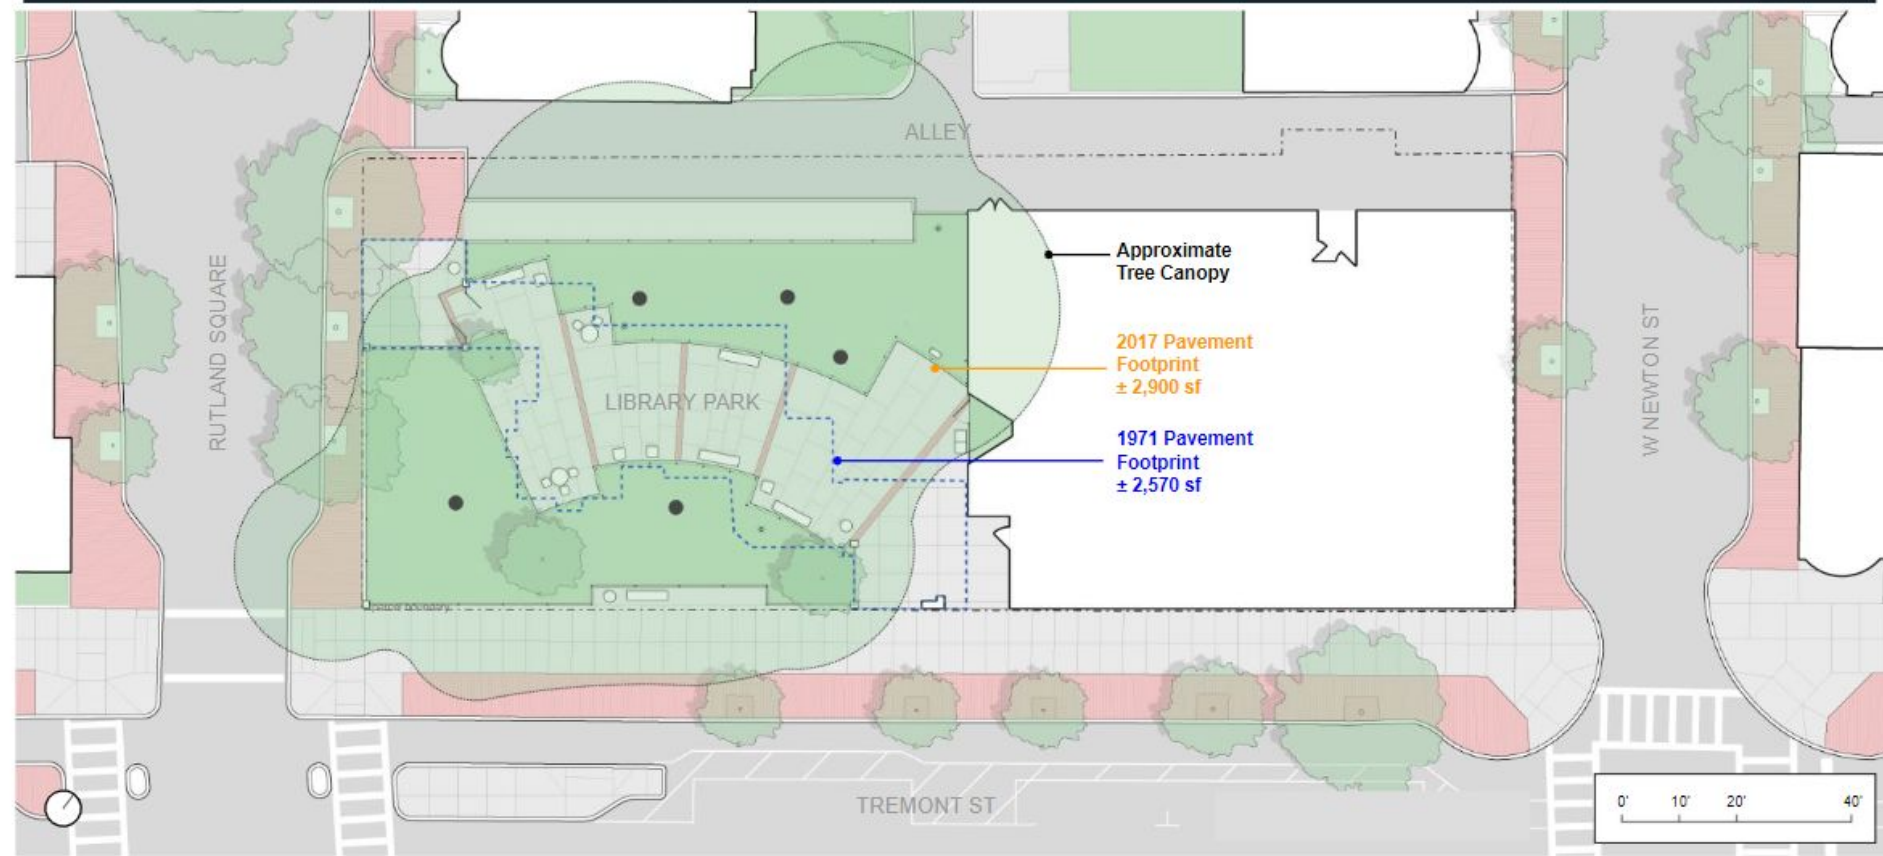 ALLEY
Approximate
Tree Canopy
RUTLAND SQUARE
2017 Pavement
Footprint
± 2,900 sf
W NEWTON ST
LIBRARY PARK
1971 Pavement
Footprint
± 2,570 sf
TREMONT ST
0' 10' 20' 40'